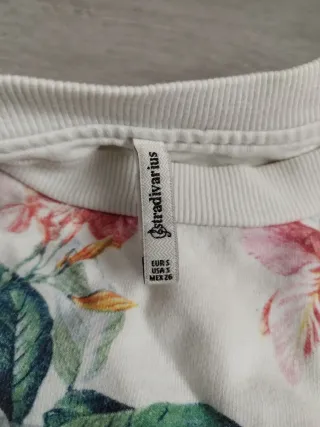 stradivarius
EUR S
USA S
MEX 26